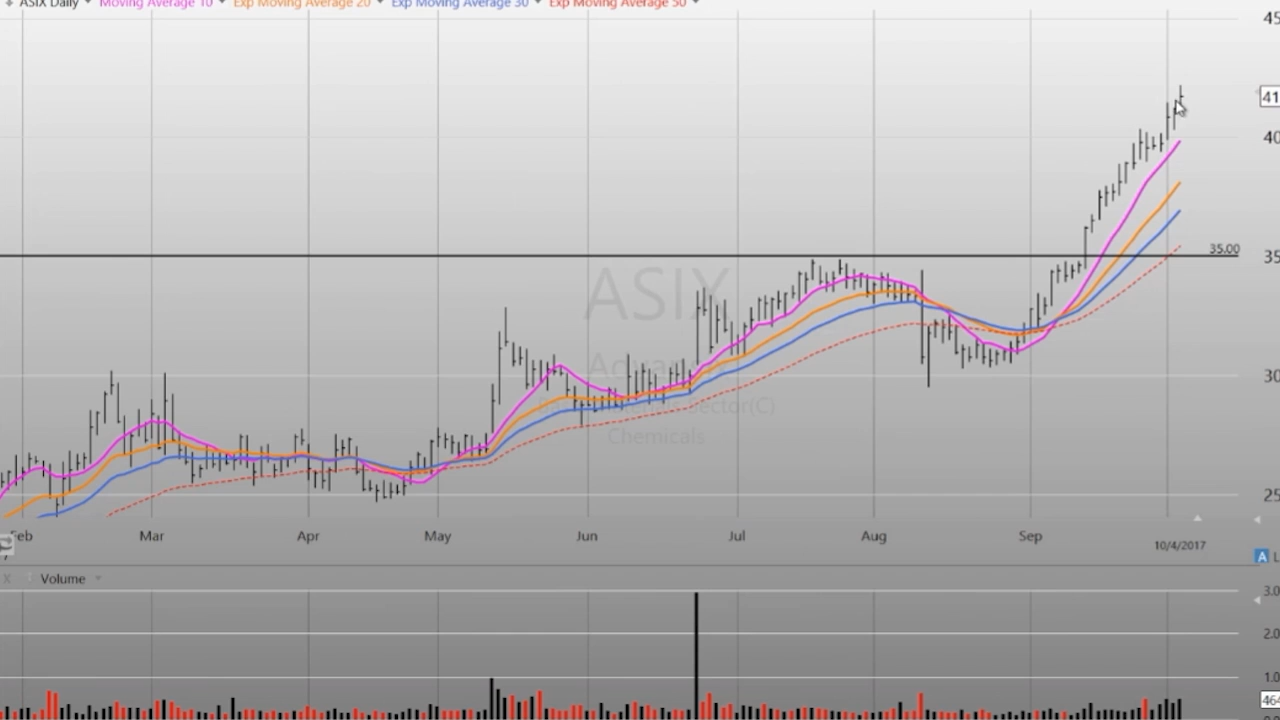 ASIX Daily Moving Average 10 Exp Moving Average 20 Exp Moving Average 30 Exp Moving Average 50
45
41
40
35.00
35
ASIX
30
Sector(C)
Chemicals
25
Feb Mar Apr May Jun Jul Aug Sep
10/4/2017
A L
X Volume
3.0
2.0
1.0
464